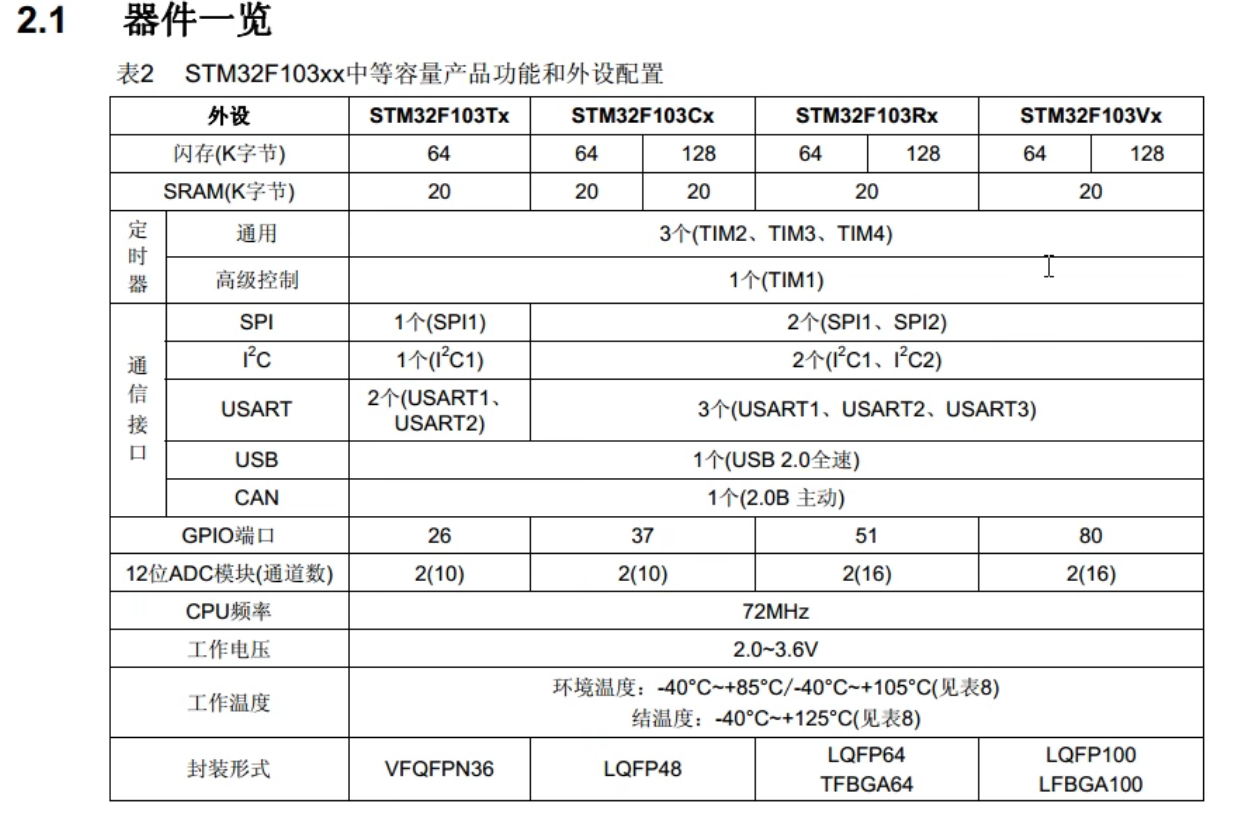 2.1 器件一览
表2 STM32F103xx中等容量产品功能和外设配置
外设 STM32F103Tx STM32F103Cx STM32F103Rx STM32F103Vx
闪存(K字节) 64 64 128 64 128 64 128
SRAM(K字节) 20 20 20 20 20
定时器 通用 3个(TIM2、TIM3、TIM4)
高级控制 1个(TIM1)
通信接口 SPI 1个(SPI1) 2个(SPI1、SPI2)
I²C 1个(I²C1) 2个(I²C1、I²C2)
USART 2个(USART1、
USART2) 3个(USART1、USART2、USART3)
USB 1个(USB 2.0全速)
CAN 1个(2.0B 主动)
GPIO端口 26 37 51 80
12位ADC模块(通道数) 2(10) 2(10) 2(16) 2(16)
CPU频率 72MHz
工作电压 2.0~3.6V
工作温度 环境温度：-40°C~+85°C/-40°C~+105°C(见表8)
结温度：-40°C~+125°C(见表8)
封装形式 VFQFPN36 LQFP48 LQFP64 LQFP100
TFBGA64 LFBGA100